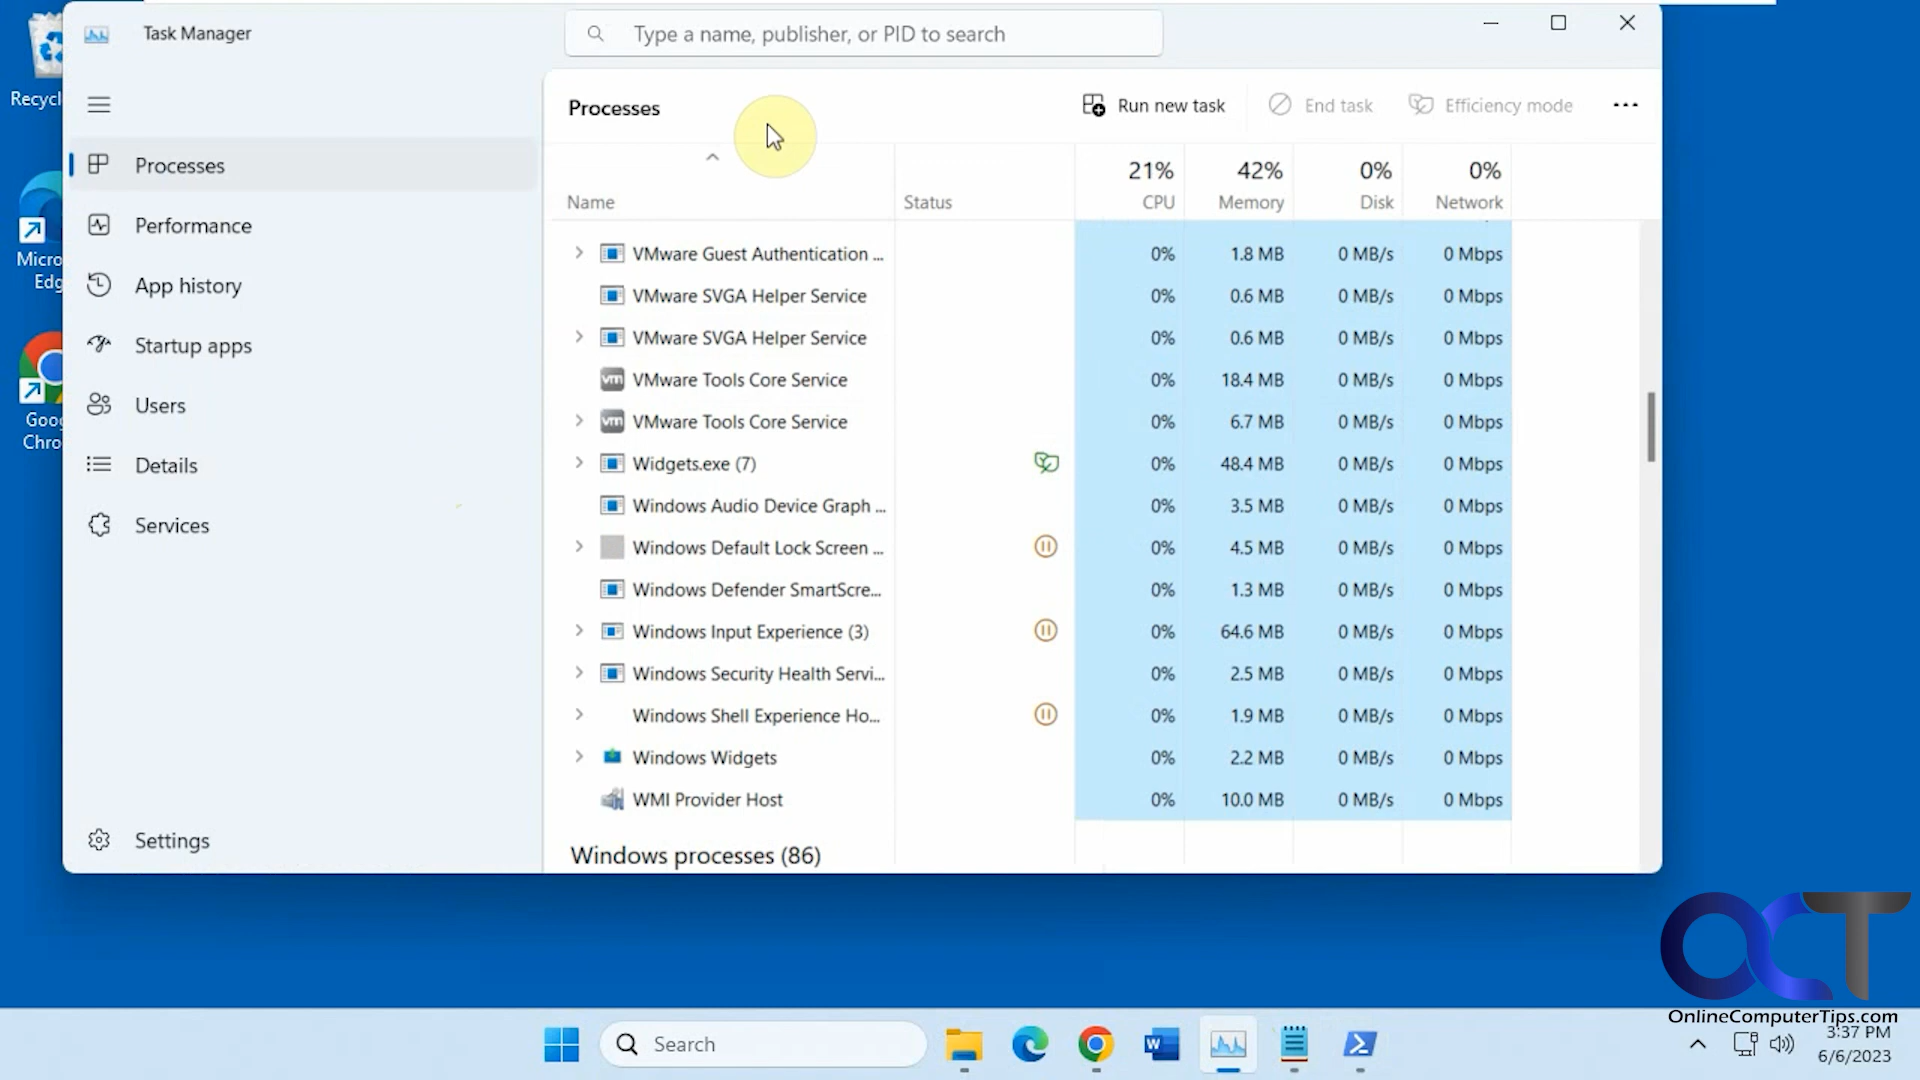 Task Manager
Type a name, publisher, or PID to search
Recycl
Processes
Run new task
End task
Efficiency mode
Processes
Performance
App history
Startup apps
Users
Details
Services
Settings
21% 42% 0% 0%
Name Status CPU Memory Disk Network
VMware Guest Authentication ... 0% 1.8 MB 0 MB/s 0 Mbps
VMware SVGA Helper Service 0% 0.6 MB 0 MB/s 0 Mbps
VMware SVGA Helper Service 0% 0.6 MB 0 MB/s 0 Mbps
vm VMware Tools Core Service 0% 18.4 MB 0 MB/s 0 Mbps
vm VMware Tools Core Service 0% 6.7 MB 0 MB/s 0 Mbps
Widgets.exe (7) 0% 48.4 MB 0 MB/s 0 Mbps
Windows Audio Device Graph ... 0% 3.5 MB 0 MB/s 0 Mbps
Windows Default Lock Screen ... 0% 4.5 MB 0 MB/s 0 Mbps
Windows Defender SmartScre... 0% 1.3 MB 0 MB/s 0 Mbps
Windows Input Experience (3) 0% 64.6 MB 0 MB/s 0 Mbps
Windows Security Health Servi... 0% 2.5 MB 0 MB/s 0 Mbps
Windows Shell Experience Ho... 0% 1.9 MB 0 MB/s 0 Mbps
Windows Widgets 0% 2.2 MB 0 MB/s 0 Mbps
WMI Provider Host 0% 10.0 MB 0 MB/s 0 Mbps
Windows processes (86)
Micro
Edg
Goog
Chro
OCT
OnlineComputerTips.com
Search
W
3:37 PM
6/6/2023